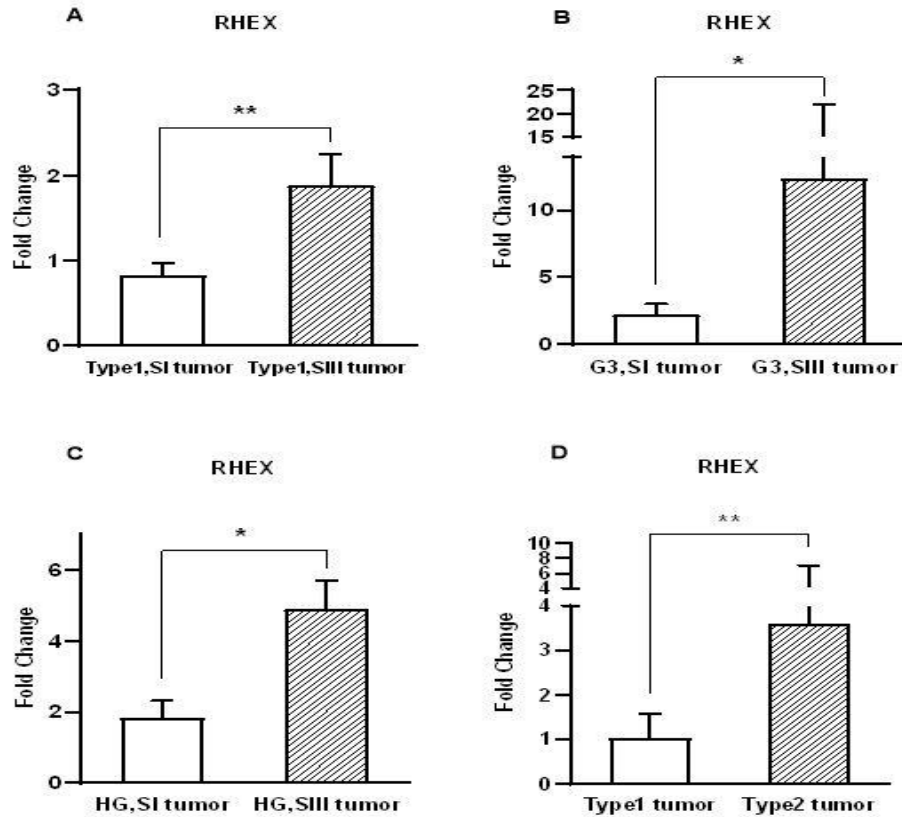 A
RHEX
3
2
1
0
Fold Change
**
Type1,SI tumor Type1,SIII tumor
B
RHEX
25
20
15
10
5
0
Fold Change
*
G3,SI tumor G3,SIII tumor
C
RHEX
6
4
2
0
Fold Change
*
HG,SI tumor HG,SIII tumor
D
RHEX
10
8
6
4
4
3
2
1
0
Fold Change
**
Type1 tumor Type2 tumor